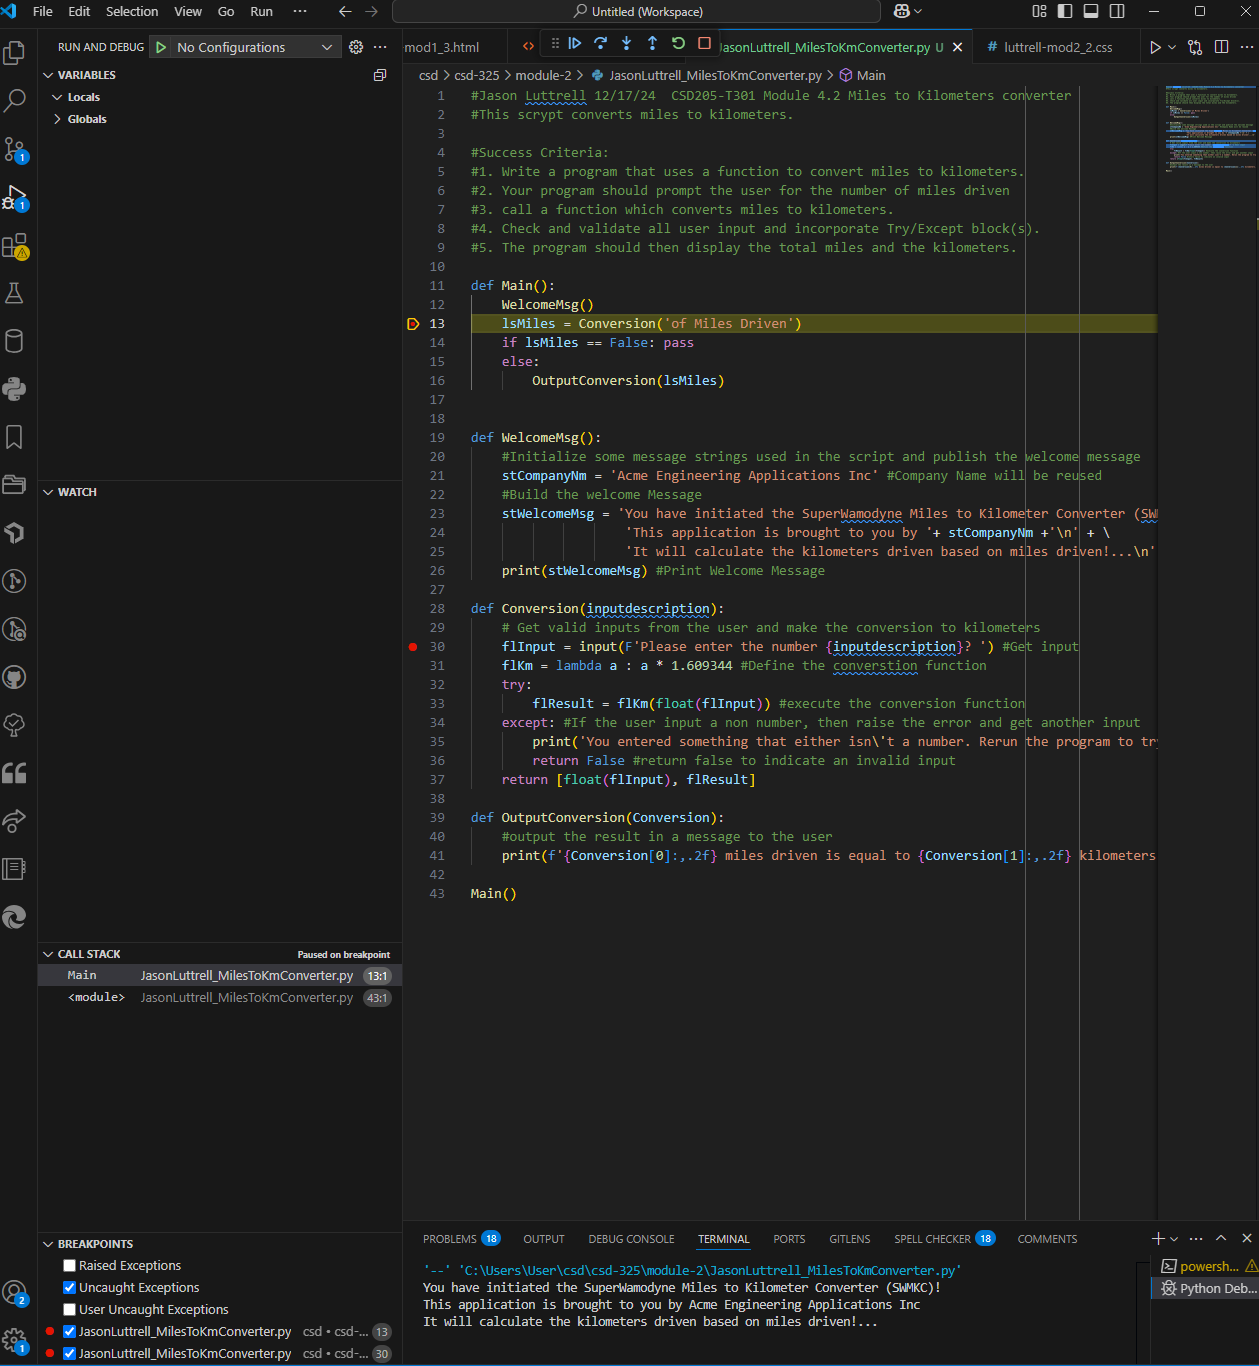 File Edit Selection View Go Run ··· Untitled (Workspace)
RUN AND DEBUG No Configurations ···
mod1_3.html JasonLuttrell_MilesToKmConverter.py U # luttrell-mod2_2.css ···
csd > csd-325 > module-2 > JasonLuttrell_MilesToKmConverter.py > Main
VARIABLES
Locals
Globals
WATCH
CALL STACK Paused on breakpoint
Main JasonLuttrell_MilesToKmConverter.py 13:1
<module> JasonLuttrell_MilesToKmConverter.py 43:1
BREAKPOINTS
Raised Exceptions
Uncaught Exceptions
User Uncaught Exceptions
JasonLuttrell_MilesToKmConverter.py csd • csd-... 13
JasonLuttrell_MilesToKmConverter.py csd • csd-... 30
1
1
2
1
1 #Jason Luttrell 12/17/24  CSD205-T301 Module 4.2 Miles to Kilometers converter
2 #This scrypt converts miles to kilometers.
3
4 #Success Criteria:
5 #1. Write a program that uses a function to convert miles to kilometers.
6 #2. Your program should prompt the user for the number of miles driven
7 #3. call a function which converts miles to kilometers.
8 #4. Check and validate all user input and incorporate Try/Except block(s).
9 #5. The program should then display the total miles and the kilometers.
10
11 def Main():
12     WelcomeMsg()
13     lsMiles = Conversion('of Miles Driven')
14     if lsMiles == False: pass
15     else:
16         OutputConversion(lsMiles)
17
18
19 def WelcomeMsg():
20     #Initialize some message strings used in the script and publish the welcome message
21     stCompanyNm = 'Acme Engineering Applications Inc' #Company Name will be reused
22     #Build the welcome Message
23     stWelcomeMsg = 'You have initiated the SuperWamodyne Miles to Kilometer Converter (SW
24                     'This application is brought to you by '+ stCompanyNm +'\n' + \
25                     'It will calculate the kilometers driven based on miles driven!...\n'
26     print(stWelcomeMsg) #Print Welcome Message
27
28 def Conversion(inputdescription):
29     # Get valid inputs from the user and make the conversion to kilometers
30     flInput = input(F'Please enter the number {inputdescription}? ') #Get input
31     flKm = lambda a : a * 1.609344 #Define the converstion function
32     try:
33         flResult = flKm(float(flInput)) #execute the conversion function
34     except: #If the user input a non number, then raise the error and get another input
35         print('You entered something that either isn\'t a number. Rerun the program to tr
36         return False #return false to indicate an invalid input
37     return [float(flInput), flResult]
38
39 def OutputConversion(Conversion):
40     #output the result in a message to the user
41     print(f'{Conversion[0]:,.2f} miles driven is equal to {Conversion[1]:,.2f} kilometers
42
43 Main()
PROBLEMS 18 OUTPUT DEBUG CONSOLE TERMINAL PORTS GITLENS SPELL CHECKER 18 COMMENTS ···
'--' 'C:\Users\User\csd\csd-325\module-2\JasonLuttrell_MilesToKmConverter.py'
You have initiated the SuperWamodyne Miles to Kilometer Converter (SWMKC)!
This application is brought to you by Acme Engineering Applications Inc
It will calculate the kilometers driven based on miles driven!...
powersh...
Python Deb...